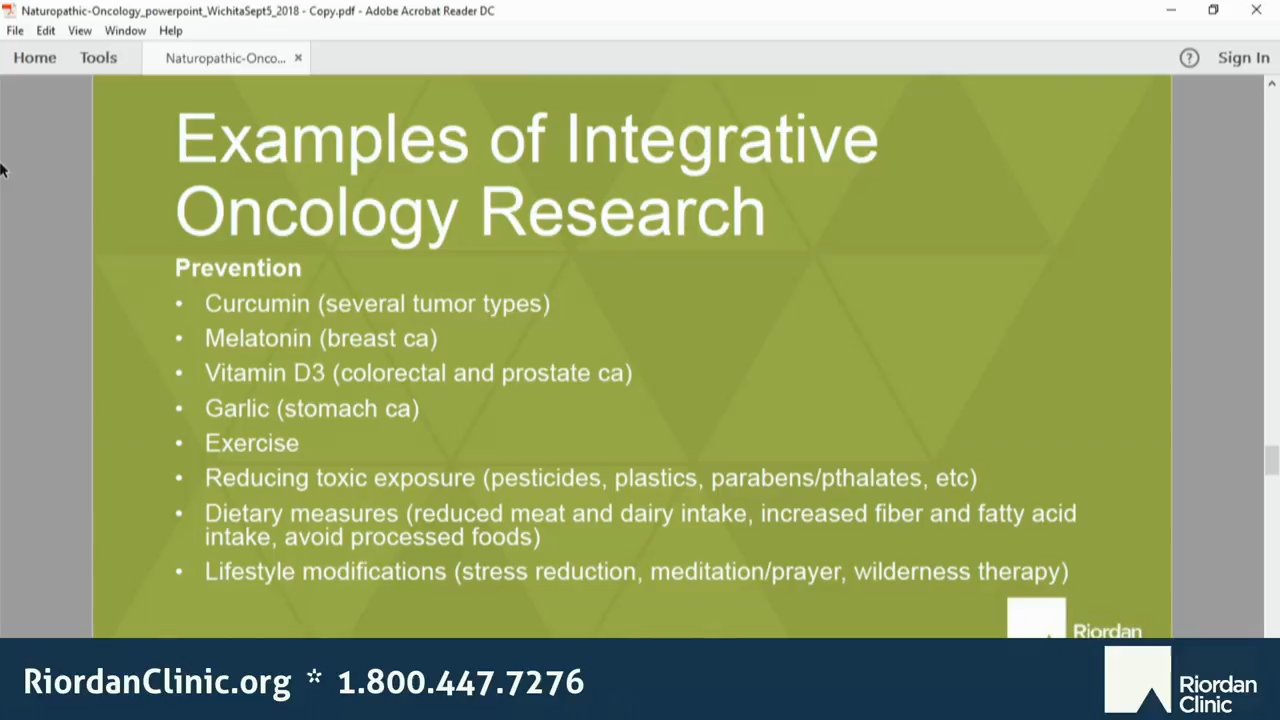 Naturopathic-Oncology_powerpoint_WichitaSept5_2018 - Copy.pdf - Adobe Acrobat Reader DC
File Edit View Window Help
Home Tools Naturopathic-Onco... × ? Sign In
Examples of Integrative
Oncology Research
Prevention
• Curcumin (several tumor types)
• Melatonin (breast ca)
• Vitamin D3 (colorectal and prostate ca)
• Garlic (stomach ca)
• Exercise
• Reducing toxic exposure (pesticides, plastics, parabens/pthalates, etc)
• Dietary measures (reduced meat and dairy intake, increased fiber and fatty acid
intake, avoid processed foods)
• Lifestyle modifications (stress reduction, meditation/prayer, wilderness therapy)
Riordan
RiordanClinic.org * 1.800.447.7276
Riordan
Clinic